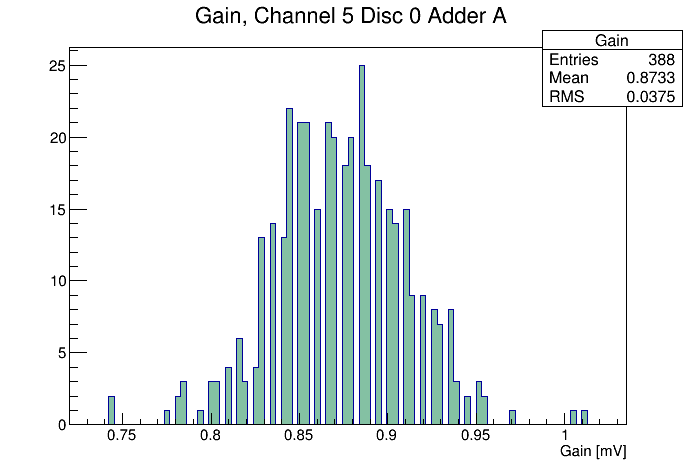 Gain, Channel 5 Disc 0 Adder A
Gain
Entries 388
Mean 0.8733
RMS 0.0375
25
20
15
10
5
0
0.75 0.8 0.85 0.9 0.95 1
Gain [mV]